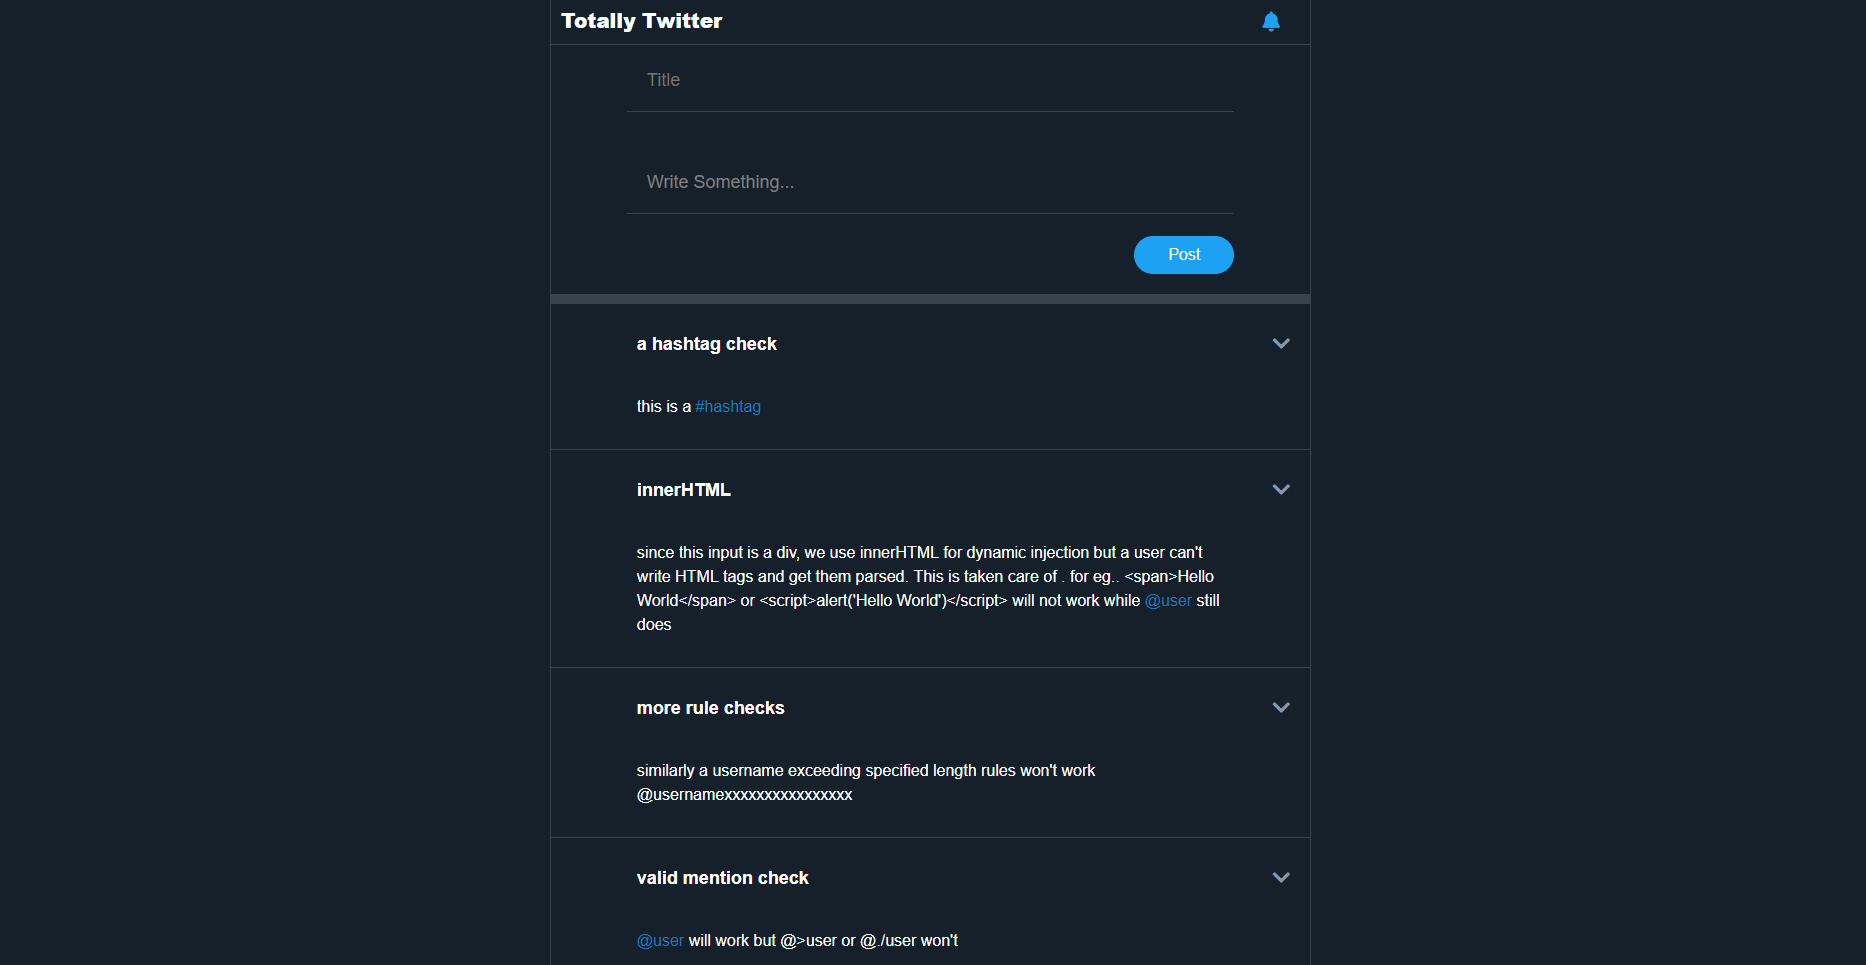 Totally Twitter
Title
Write Something...
Post
a hashtag check
this is a #hashtag
innerHTML
since this input is a div, we use innerHTML for dynamic injection but a user can't
write HTML tags and get them parsed. This is taken care of . for eg.. <span>Hello
World</span> or <script>alert('Hello World')</script> will not work while @user still
does
more rule checks
similarly a username exceeding specified length rules won't work
@usernamexxxxxxxxxxxxxxxx
valid mention check
@user will work but @>user or @./user won't